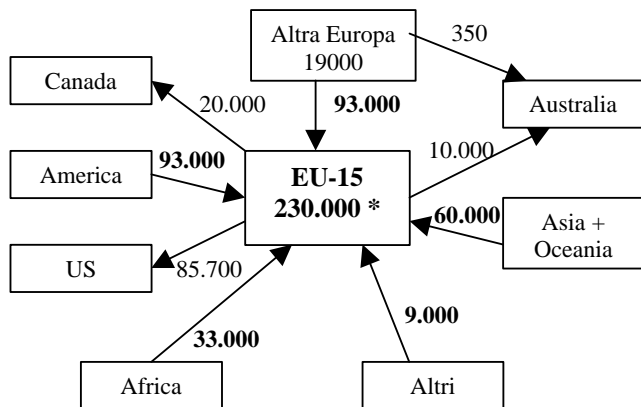 Altra Europa
19000
350
Canada
20.000
93.000
Australia
America
93.000
EU-15
230.000 *
10.000
60.000
Asia +
Oceania
US
85.700
33.000
9.000
Africa
Altri